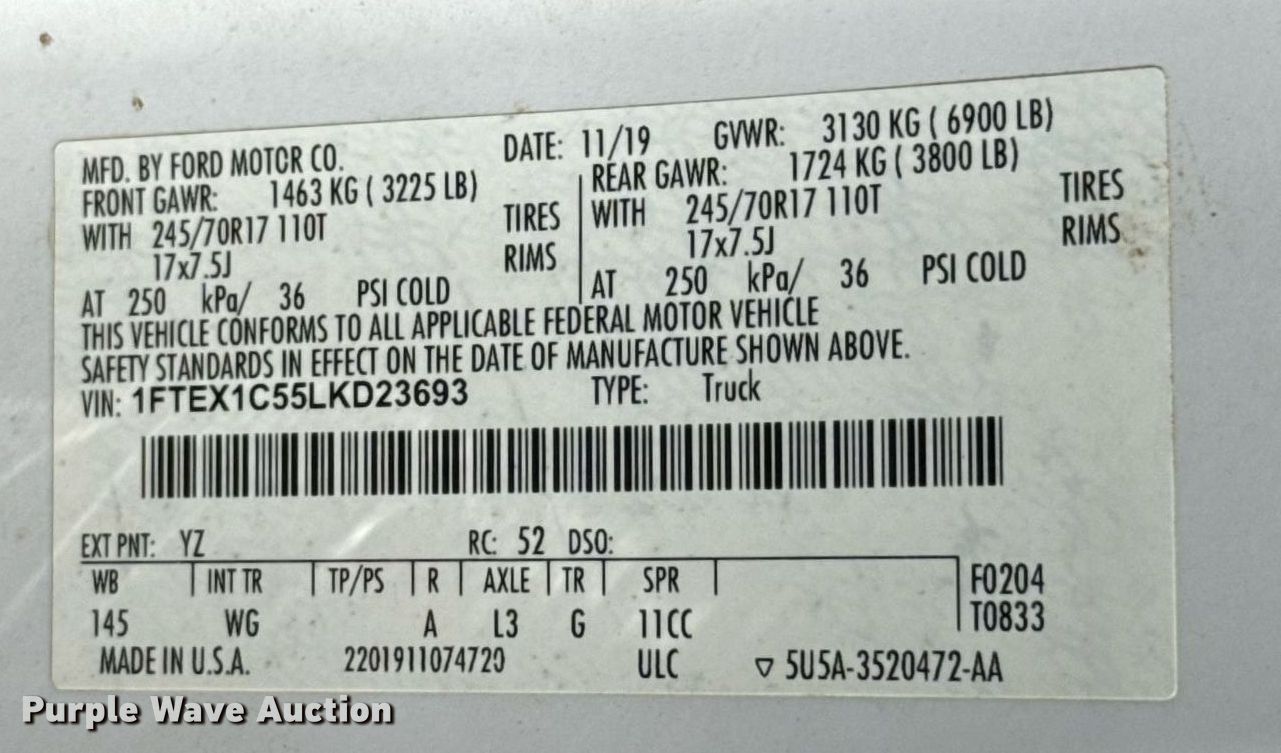 MFD. BY FORD MOTOR CO. DATE: 11/19 GVWR: 3130 KG ( 6900 LB)
FRONT GAWR: 1463 KG ( 3225 LB) REAR GAWR: 1724 KG ( 3800 LB)
WITH 245/70R17 110T TIRES WITH 245/70R17 110T TIRES
17x7.5J RIMS 17x7.5J RIMS
AT 250 kPa/ 36 PSI COLD AT 250 kPa/ 36 PSI COLD
THIS VEHICLE CONFORMS TO ALL APPLICABLE FEDERAL MOTOR VEHICLE
SAFETY STANDARDS IN EFFECT ON THE DATE OF MANUFACTURE SHOWN ABOVE.
VIN: 1FTEX1C55LKD23693 TYPE: Truck
EXT PNT: YZ RC: 52 DSO:
WB INT TR TP/PS R AXLE TR SPR F0204
145 WG A L3 G 11CC T0833
MADE IN U.S.A. 2201911074720 ULC ▽ 5U5A-3520472-AA
Purple Wave Auction